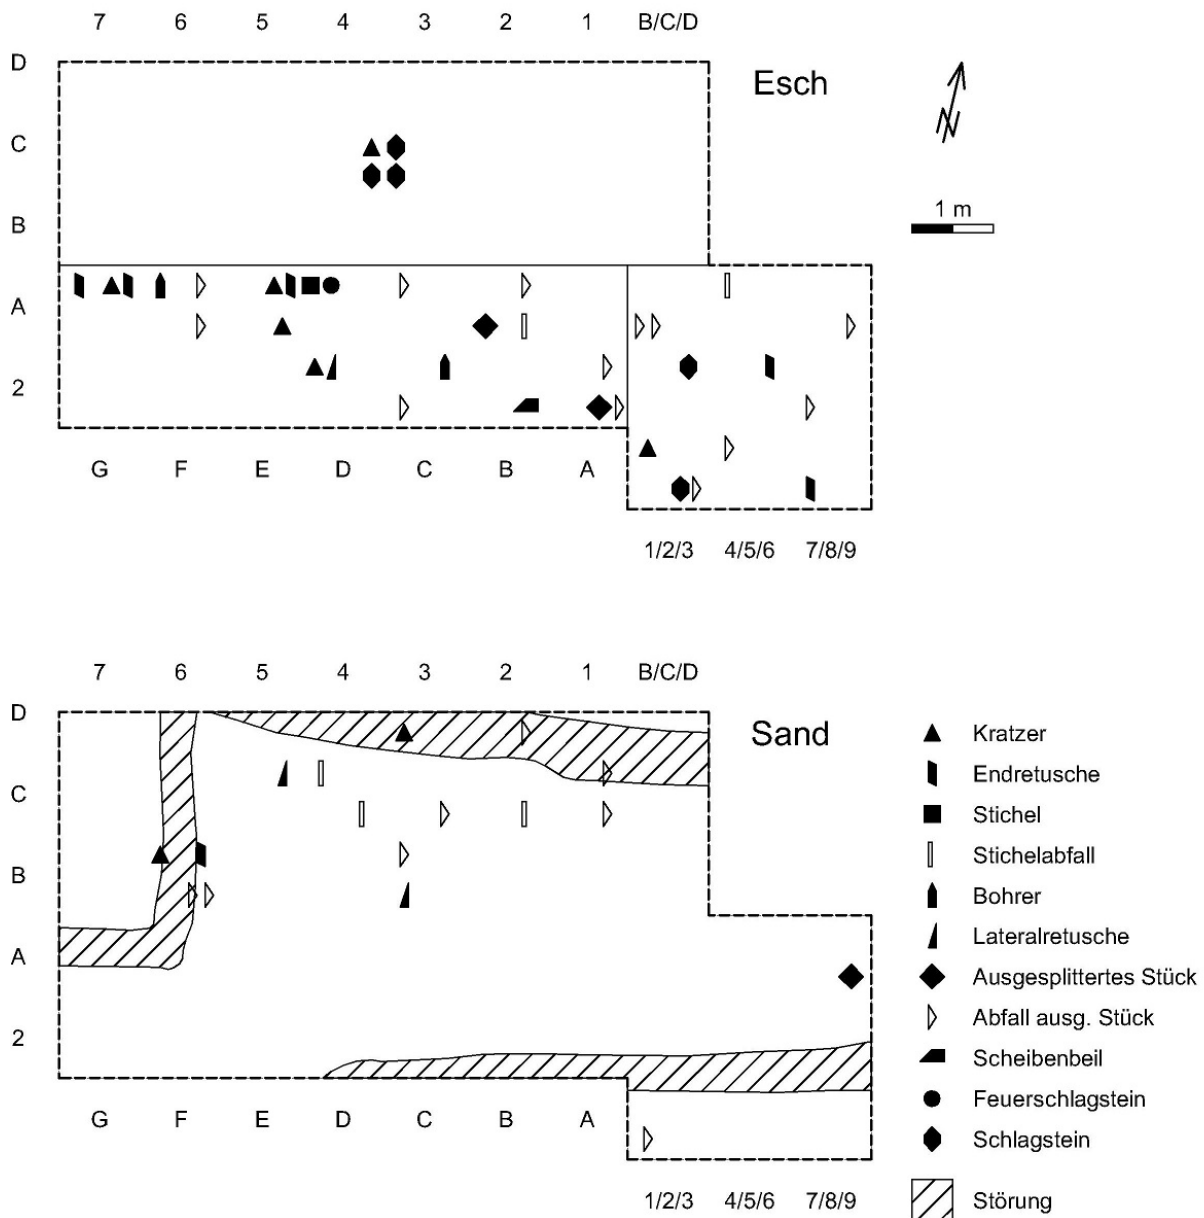 7 6 5 4 3 2 1 B/C/D
D
Esch
N
C
1 m
B
A
2
G F E D C B A
1/2/3 4/5/6 7/8/9
7 6 5 4 3 2 1 B/C/D
D
Sand
C
B
A
2
G F E D C B A
1/2/3 4/5/6 7/8/9
Kratzer
Endretusche
Stichel
Stichelabfall
Bohrer
Lateralretusche
Ausgesplittertes Stück
Abfall ausg. Stück
Scheibenbeil
Feuerschlagstein
Schlagstein
Störung